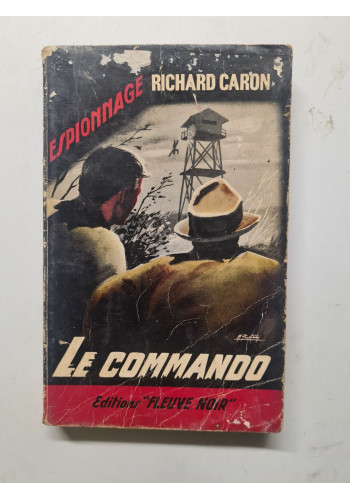 ESPIONNAGE
RICHARD CARON
LE COMMANDO
Editions "FLEUVE NOIR"